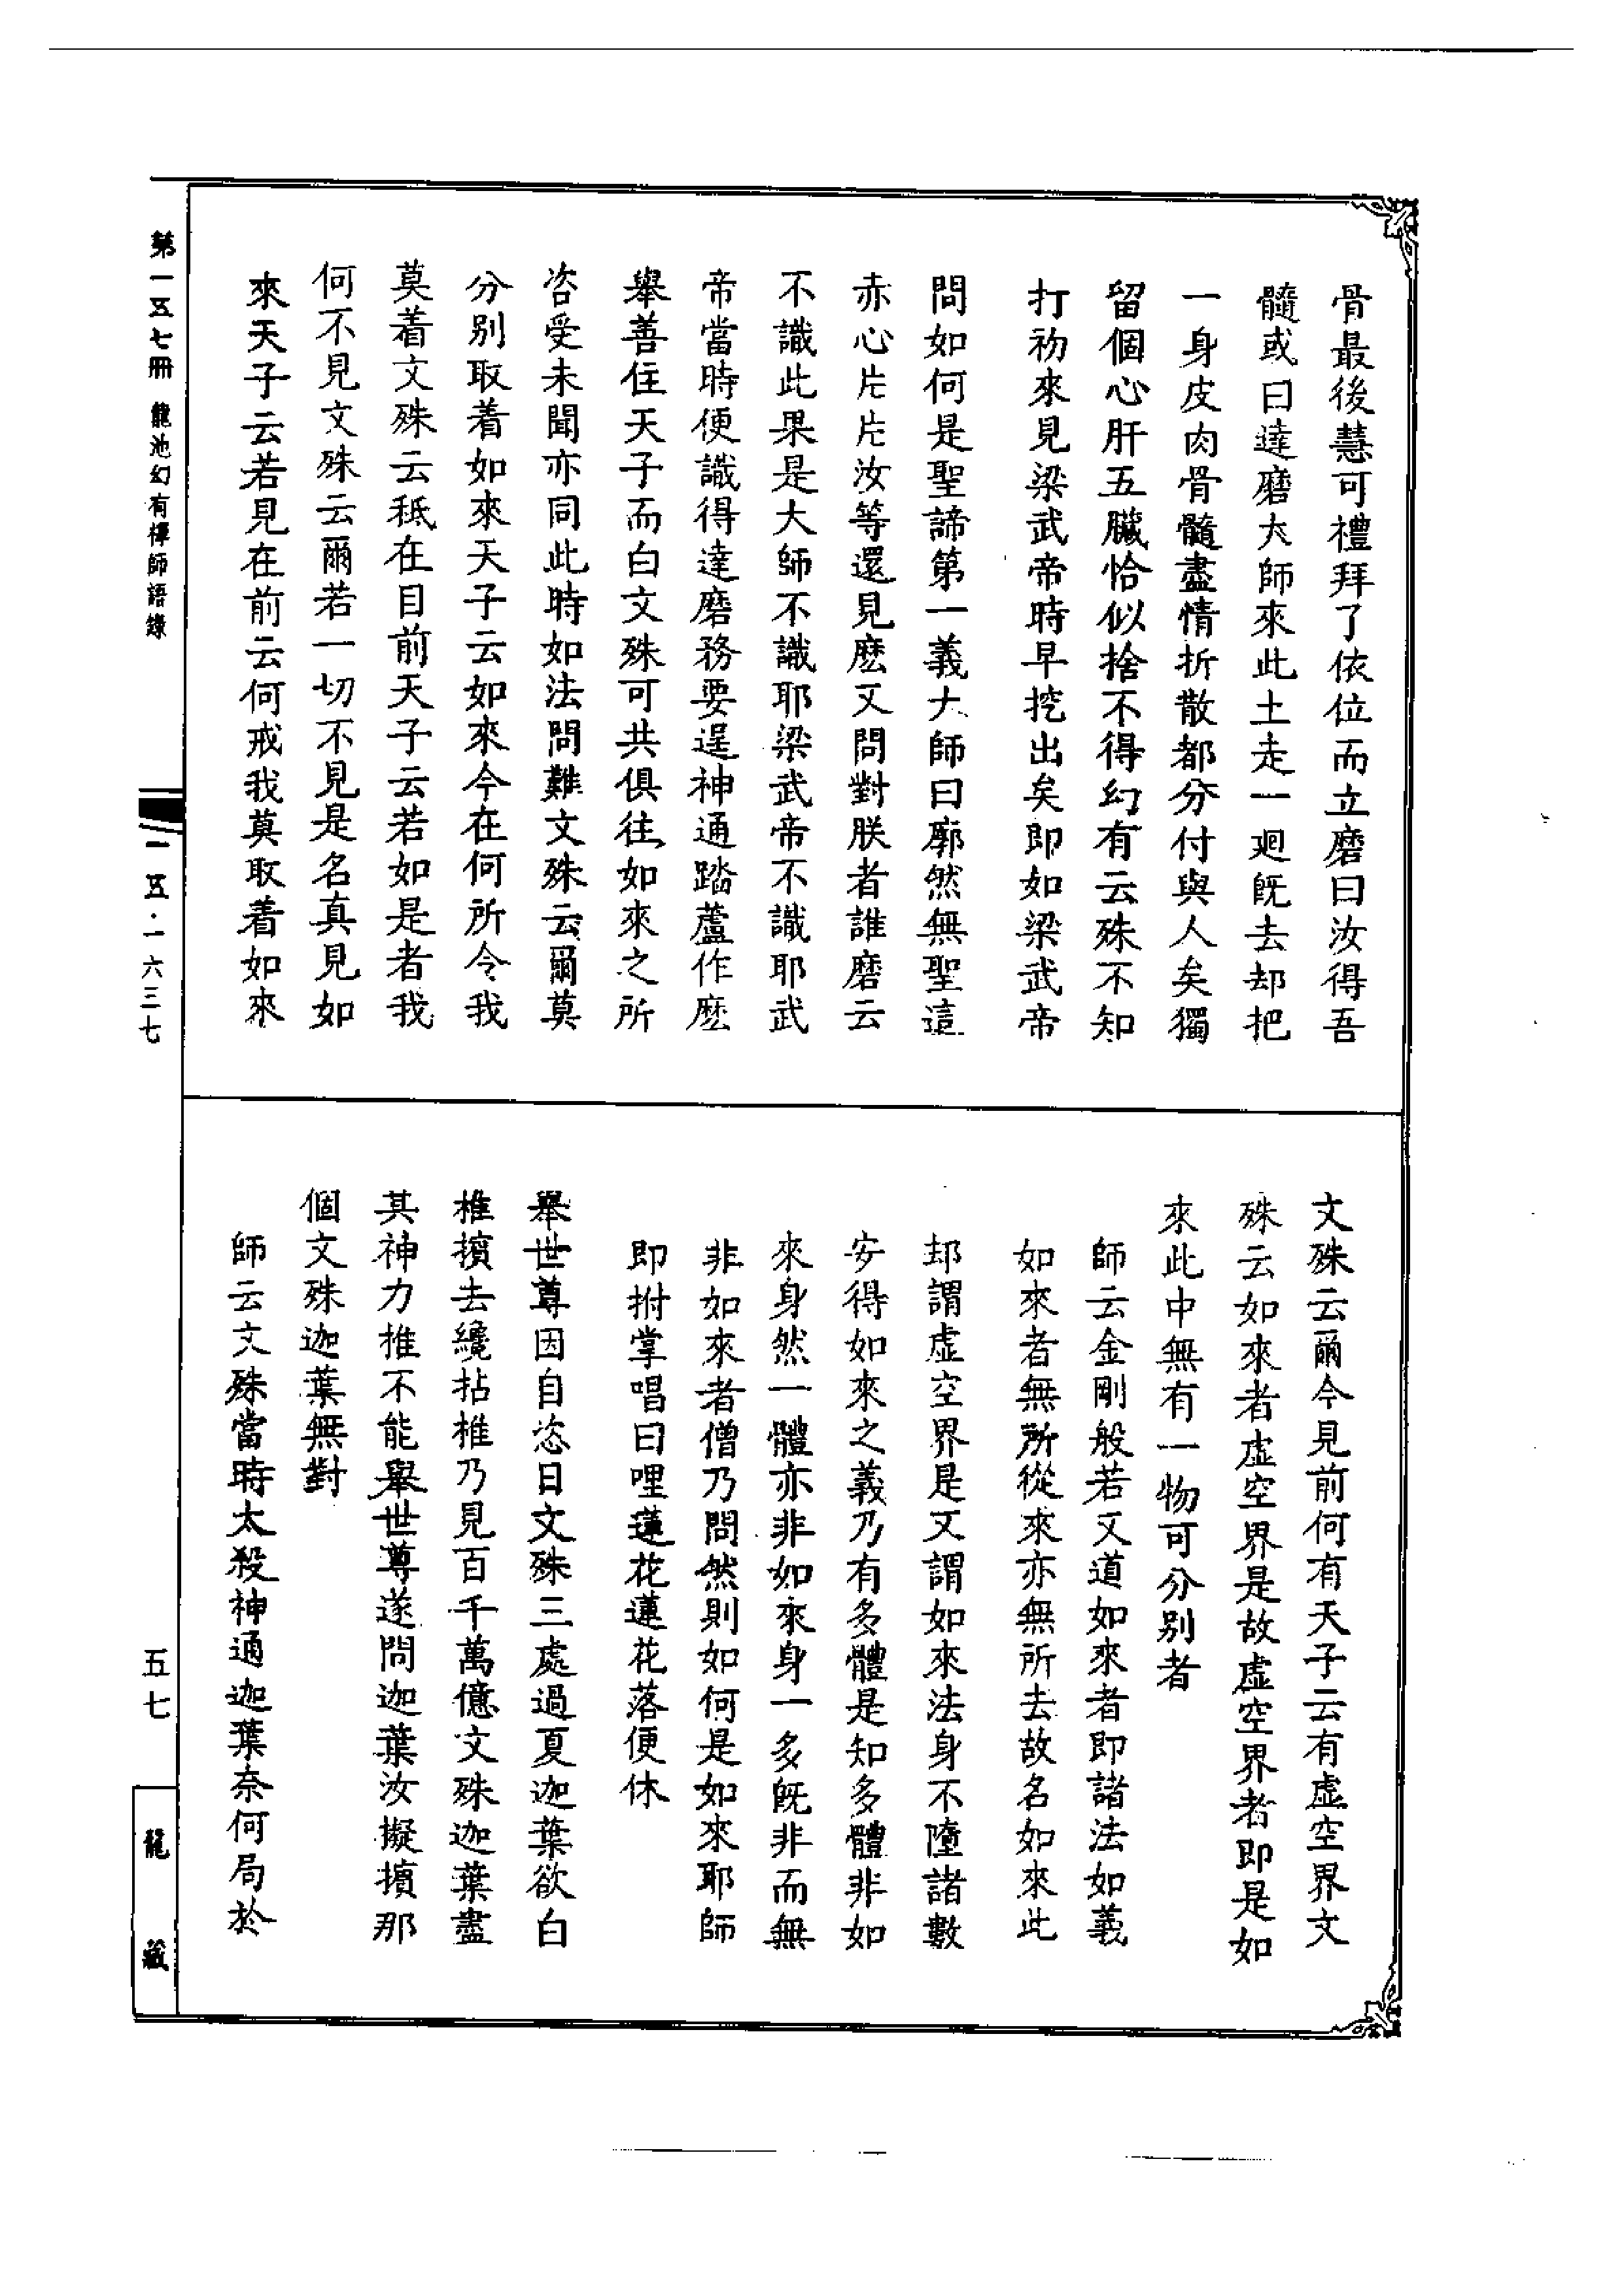 骨最後慧可禮拜了依位而立磨曰汝得吾
髓或曰達磨大師來此土走一迴既去却把
一身皮肉骨髓盡情折散都分付與人矣獨
留個心肝五臟恰似捨不得幻有云殊不知
打初來見梁武帝時早挖出矣即如梁武帝
問如何是聖諦第一義大師曰廓然無聖這
赤心片片汝等還見麽又問對朕者誰磨云
不識此果是大師不識耶梁武帝不識耶武
帝當時便識得達磨務要逞神通踏蘆作麽
舉善住天子而白文殊可共俱往如來之所
咨受未聞亦同此時如法問難文殊云爾莫
分別取着如來天子云如來今在何所令我
莫着文殊云秖在目前天子云若如是者我
何不見文殊云爾若一切不見是名真見如
來天子云若見在前云何戒我莫取着如來
文殊云爾今見前何有天子云有虛空界文
殊云如來者虛空界是故虛空界者即是如
來此中無有一物可分別者
師云金剛般若又道如來者即諸法如義
如來者無所從來亦無所去故名如來此
却謂虛空界是又謂如來法身不墮諸數
安得如來之義乃有多體是知多體非如
來身然一體亦非如來身一多既非而無
非如來者僧乃問然則如何是如來耶師
即拊掌唱曰哩蓮花蓮花落便休
舉世尊因自恣日文殊三處過夏迦葉欲白
椎擯去纔拈椎乃見百千萬億文殊迦葉盡
其神力推不能舉世尊遂問迦葉汝擬擯那
個文殊迦葉無對
師云文殊當時太殺神通迦葉奈何局於
第一五七冊 龍池幻有禪師語錄
一五·一六三七
五七
龍藏